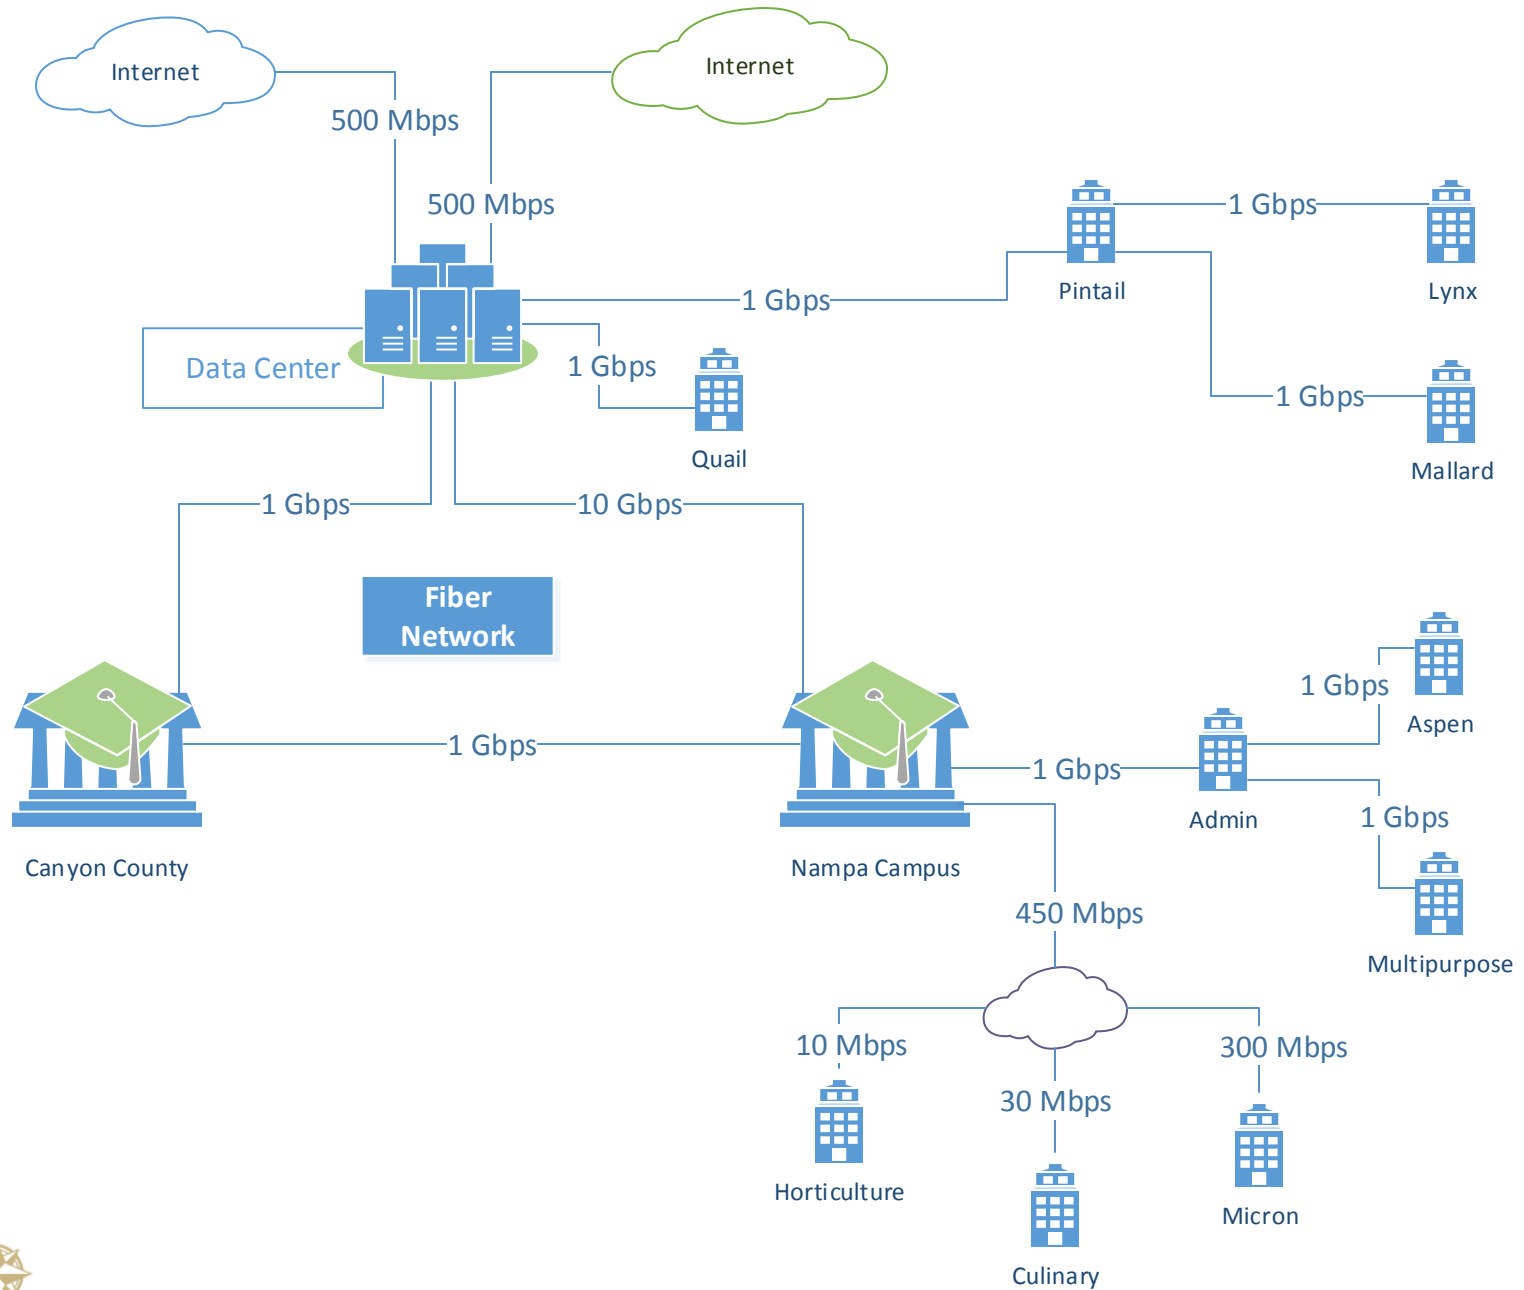 Internet
Internet
500 Mbps
500 Mbps
1 Gbps
Pintail
Lynx
1 Gbps
Data Center
1 Gbps
Quail
1 Gbps
Mallard
1 Gbps
10 Gbps
Fiber
Network
1 Gbps
Aspen
1 Gbps
1 Gbps
Admin
1 Gbps
Canyon County
Nampa Campus
450 Mbps
Multipurpose
10 Mbps
300 Mbps
30 Mbps
Horticulture
Micron
Culinary